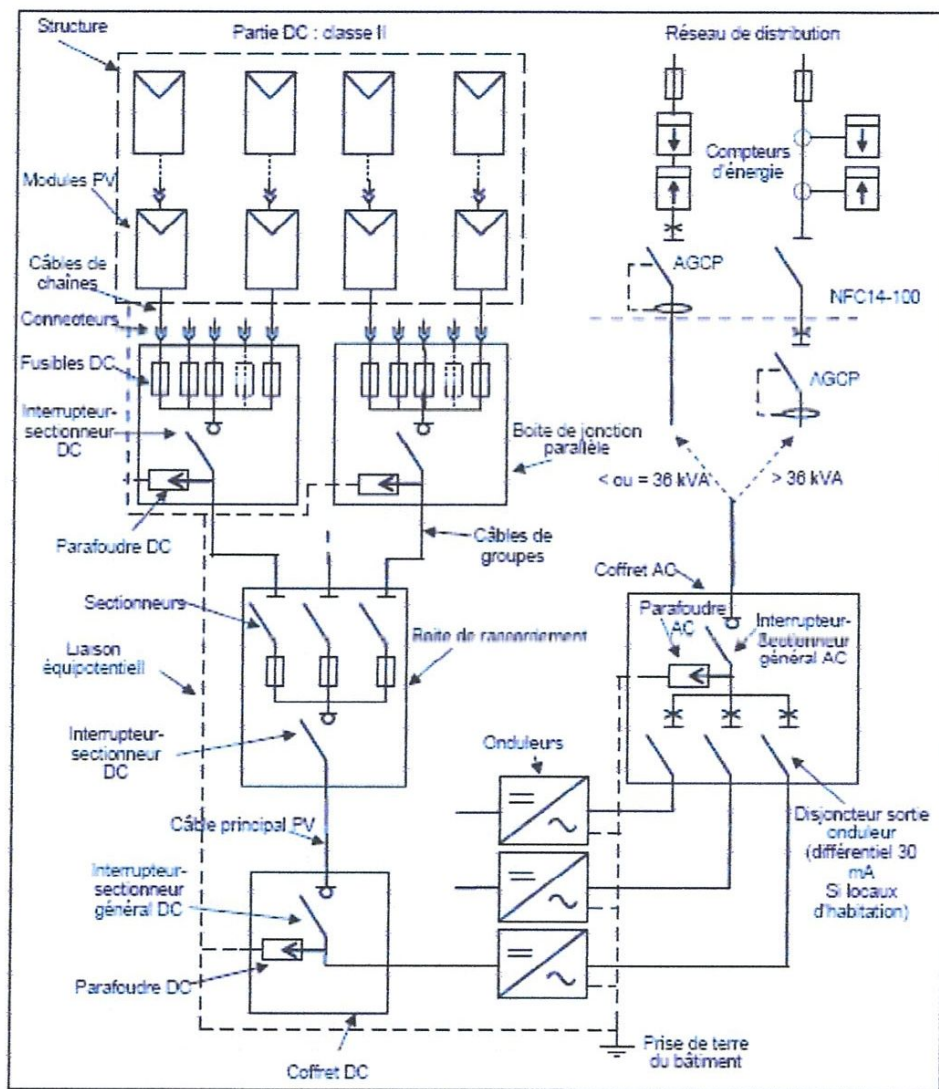 Structure
Partie DC : classe II
Réseau de distribution
Modules PV
Compteurs
d'énergie
Câbles de
chaînes
AGCP
NFC14-100
Connecteurs
Fusibles DC
AGCP
Interrupteur-
sectionneur
DC
Boite de jonction
parallèle
< ou = 36 kVA
> 36 kVA
Parafoudre DC
Câbles de
groupes
Coffret AC
Sectionneurs
Parafoudre
AC
Interrupteur-
Sectionneur
général AC
Boite de raccordement
Liaison
équipotentiell
Interrupteur-
sectionneur
DC
Onduleurs
Câble principal PV
Disjoncteur sortie
onduleur
(différentiel 30
mA
Si locaux
d'habitation)
Interrupteur-
sectionneur
général DC
Parafoudre DC
Coffret DC
Prise de terre
du bâtiment